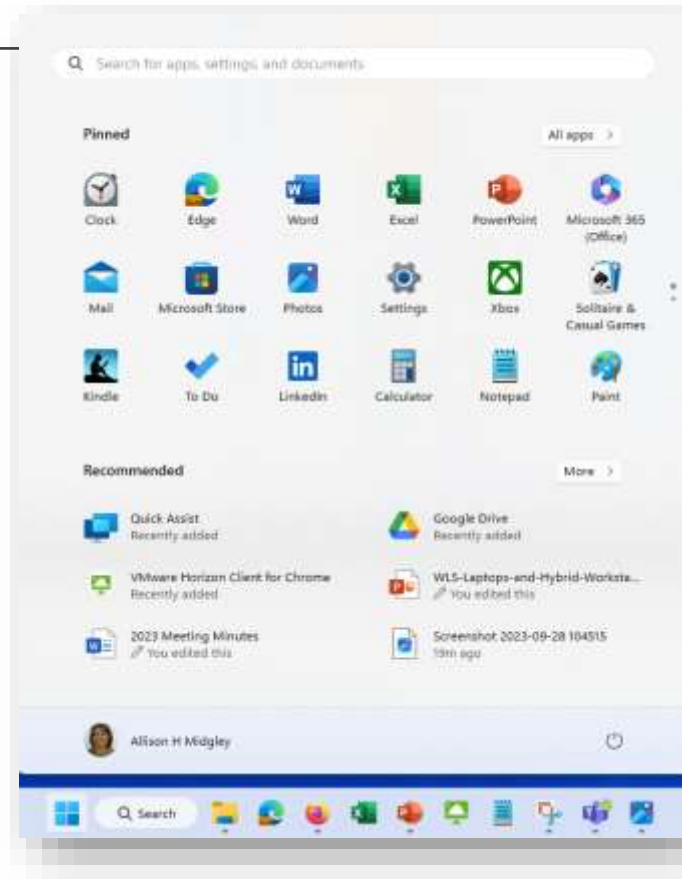 Search for apps, settings, and documents
Pinned
All apps >
Clock
Edge
Word
Excel
PowerPoint
Microsoft 365
(Office)
Mail
Microsoft Store
Photos
Settings
Xbox
Solitaire &
Casual Games
Kindle
To Do
LinkedIn
Calculator
Notepad
Paint
Recommended
More >
Quick Assist
Recently added
Google Drive
Recently added
VMware Horizon Client for Chrome
Recently added
WLS-Laptops-and-Hybrid-Worksta...
You edited this
2023 Meeting Minutes
You edited this
Screenshot 2023-09-28 104515
19m ago
Allison H Midgley
Search